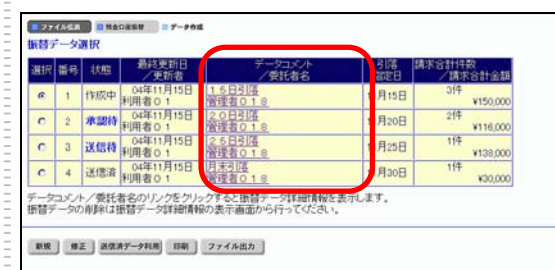 ファイル伝送 預金口座振替 データ作成
振替データ選択
選択 番号 状態 最終更新日／更新者 データコメント／委託者名 引落指定日 請求合計件数／請求合計金額
1 作成中 04年11月15日 利用者０１ １５日引落 管理者０１８ 月15日 3件 ¥150,000
2 承認待 04年11月15日 利用者０１ ２０日引落 管理者０１８ 月20日 2件 ¥116,000
3 送信待 04年11月15日 利用者０１ ２５日引落 管理者０１８ 月25日 1件 ¥138,000
4 送信済 04年11月15日 利用者０１ 月末引落 管理者０１８ 月30日 1件 ¥30,000
データコメント／委託者名のリンクをクリックすると振替データ詳細情報を表示します。
振替データの削除は振替データ詳細情報の表示画面から行ってください。
新規 修正 送信済データ利用 印刷 ファイル出力